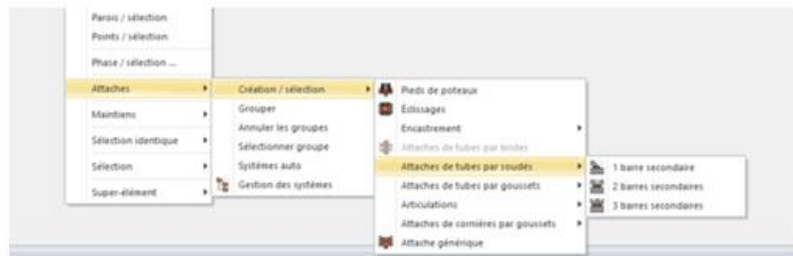 Parois / sélection
Points / sélection
Phase / sélection ...
Attaches
Maintiens
Sélection identique
Sélection
Super-élément
Création / sélection
Grouper
Annuler les groupes
Sélectionner groupe
Systèmes auto
Gestion des systèmes
Pieds de poteaux
Éclissages
Encastrement
Attaches de tubes par brides
Attaches de tubes par soudés
Attaches de tubes par goussets
Articulations
Attaches de cornières par goussets
Attache générique
1 barre secondaire
2 barres secondaires
3 barres secondaires